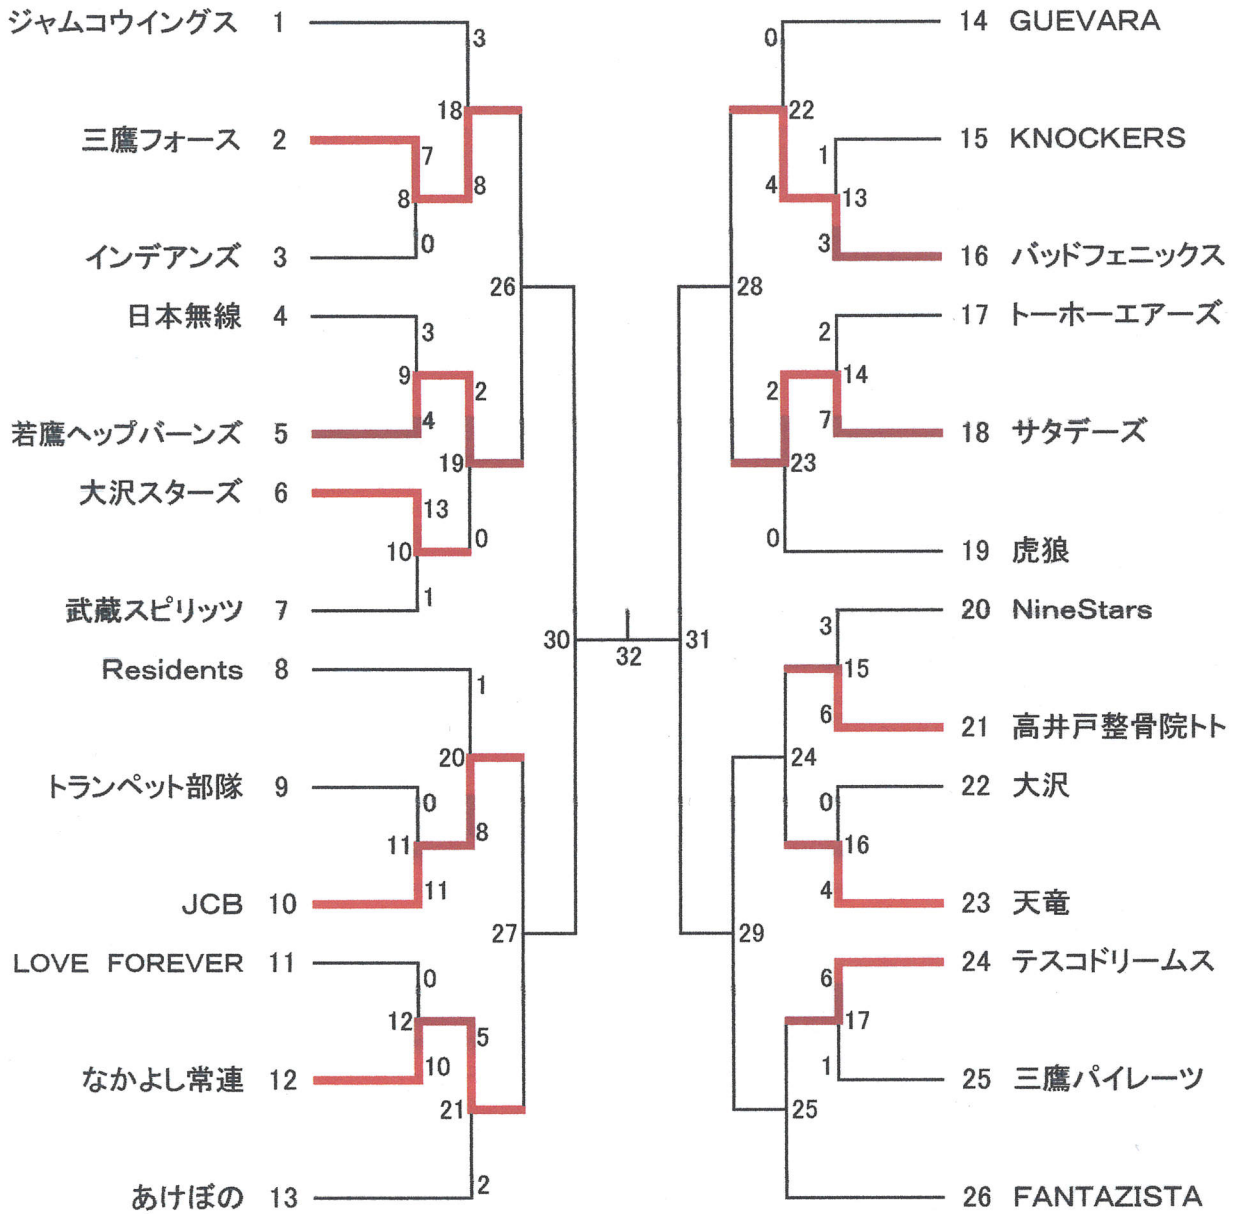 ジャムコウイングス 1
3
18
三鷹フォース 2
7
8
8
0
インデアンズ 3
26
日本無線 4
3
9
2
4
若鷹ヘップバーンズ 5
19
大沢スターズ 6
13
10
0
1
武蔵スピリッツ 7
30
Residents 8
1
20
トランペット部隊 9
0
11
8
11
JCB 10
27
LOVE FOREVER 11
0
12
5
10
なかよし常連 12
21
2
あけぼの 13
32
14 GUEVARA
0
22
15 KNOCKERS
1
4
13
3
16 バッドフェニックス
28
17 トーホーエアーズ
2
14
2
7
18 サタデーズ
23
0
19 虎狼
31
20 NineStars
3
15
6
21 高井戸整骨院トト
24
22 大沢
0
16
4
23 天竜
29
24 テスコドリームス
6
17
1
25 三鷹パイレーツ
25
26 FANTAZISTA